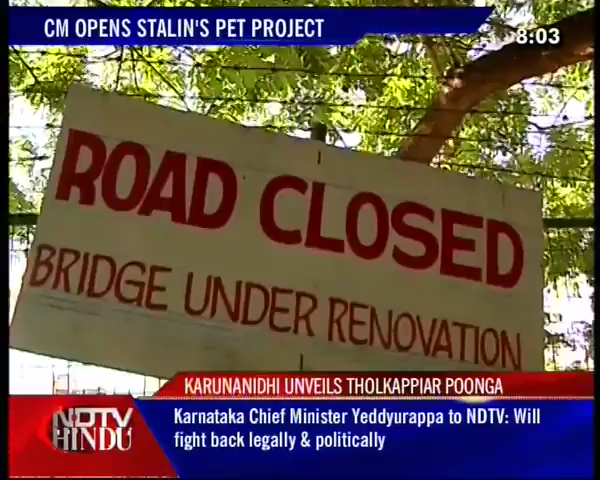 CM OPENS STALIN'S PET PROJECT
8:03
ROAD CLOSED
BRIDGE UNDER RENOVATION
KARUNANIDHI UNVEILS THOLKAPPIAR POONGA
NDTV
HINDU
Karnataka Chief Minister Yeddyurappa to NDTV: Will
fight back legally & politically